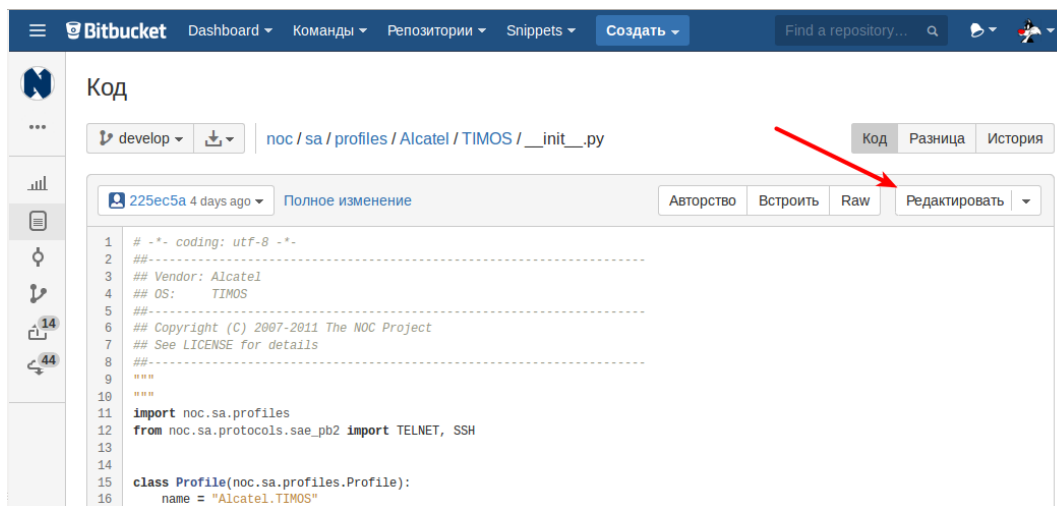 Bitbucket Dashboard Команды Репозитории Snippets Создать Find a repository...
Код
develop noc / sa / profiles / Alcatel / TIMOS / __init__.py Код Разница История
225ec5a 4 days ago Полное изменение Авторство Встроить Raw Редактировать
1 # -*- coding: utf-8 -*-
2 ##----------------------------------------------------------------------
3 ## Vendor: Alcatel
4 ## OS:     TIMOS
5 ##----------------------------------------------------------------------
6 ## Copyright (C) 2007-2011 The NOC Project
7 ## See LICENSE for details
8 ##----------------------------------------------------------------------
9 """
10 """
11 import noc.sa.profiles
12 from noc.sa.protocols.sae_pb2 import TELNET, SSH
13
14
15 class Profile(noc.sa.profiles.Profile):
16     name = "Alcatel.TIMOS"
14
44